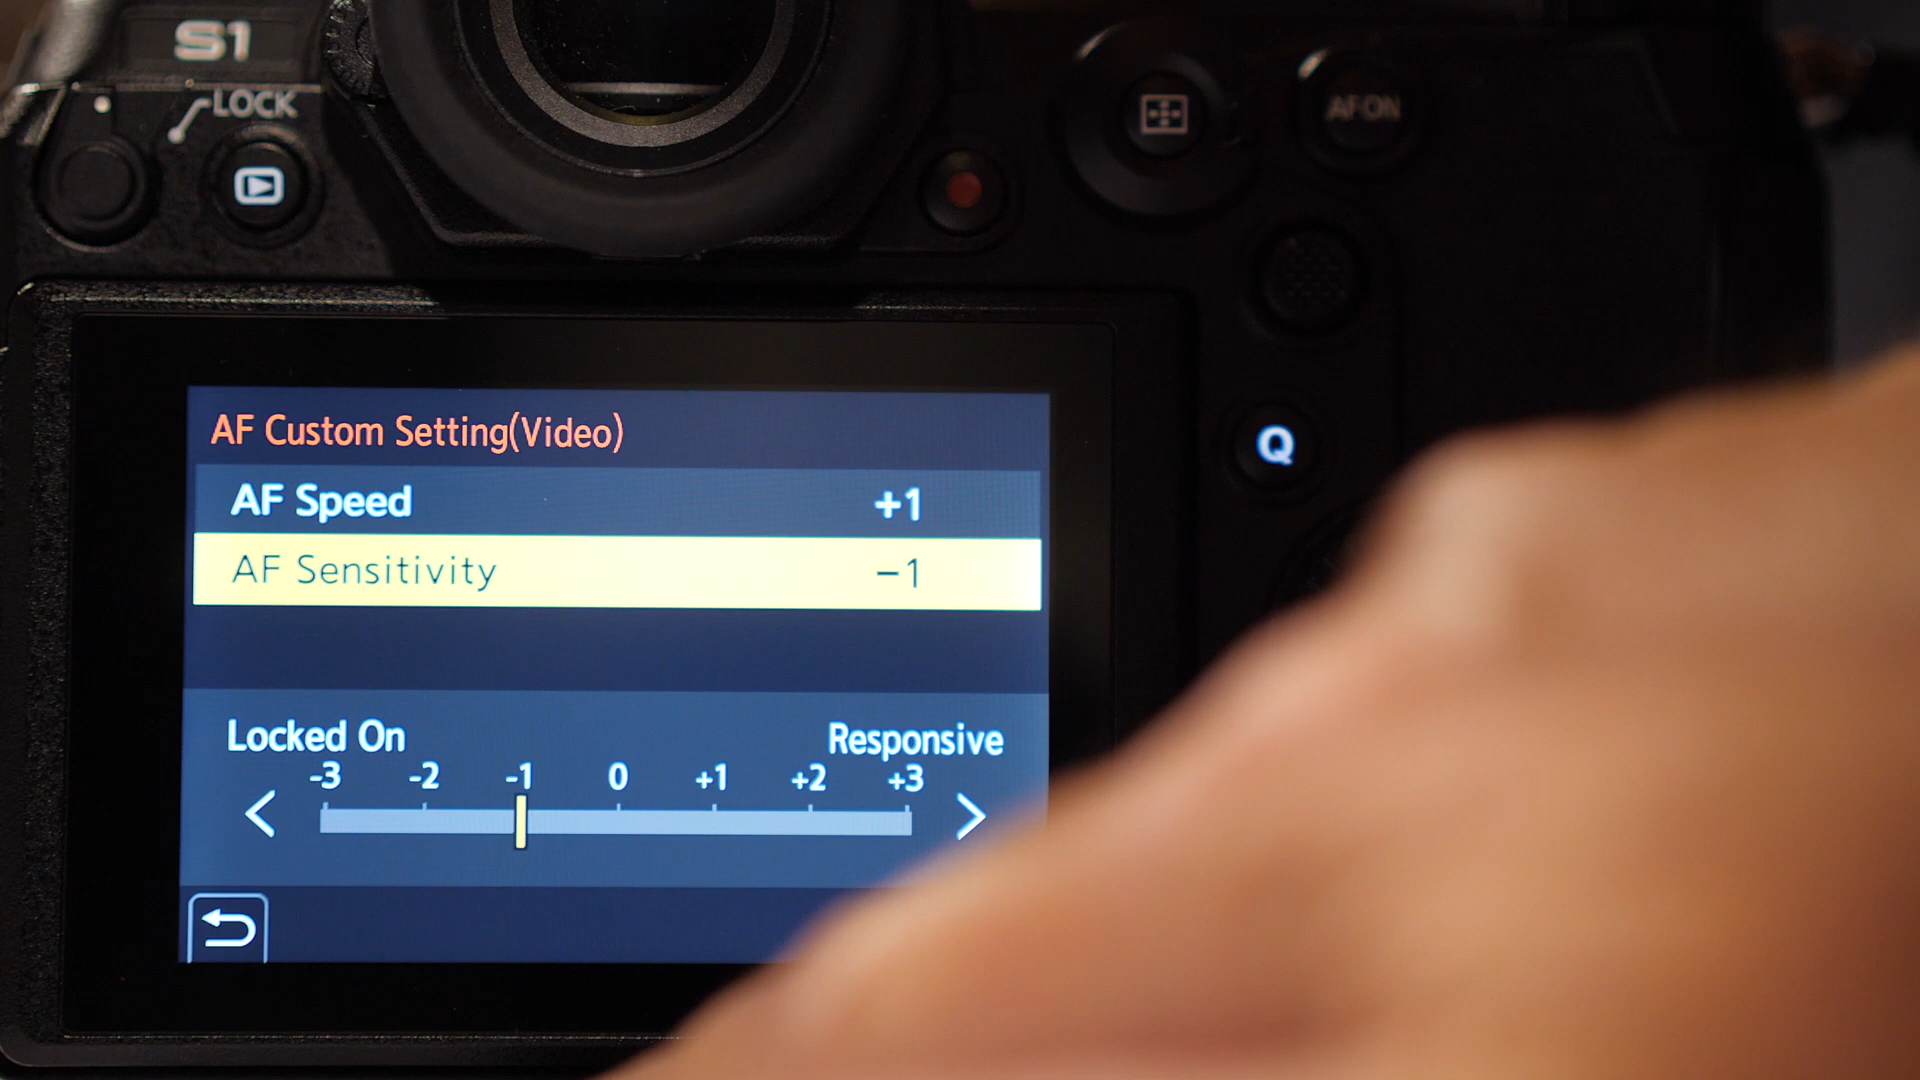 S1
LOCK
AF ON
Q
AF Custom Setting(Video)
AF Speed +1
AF Sensitivity −1
Locked On Responsive
-3 -2 -1 0 +1 +2 +3